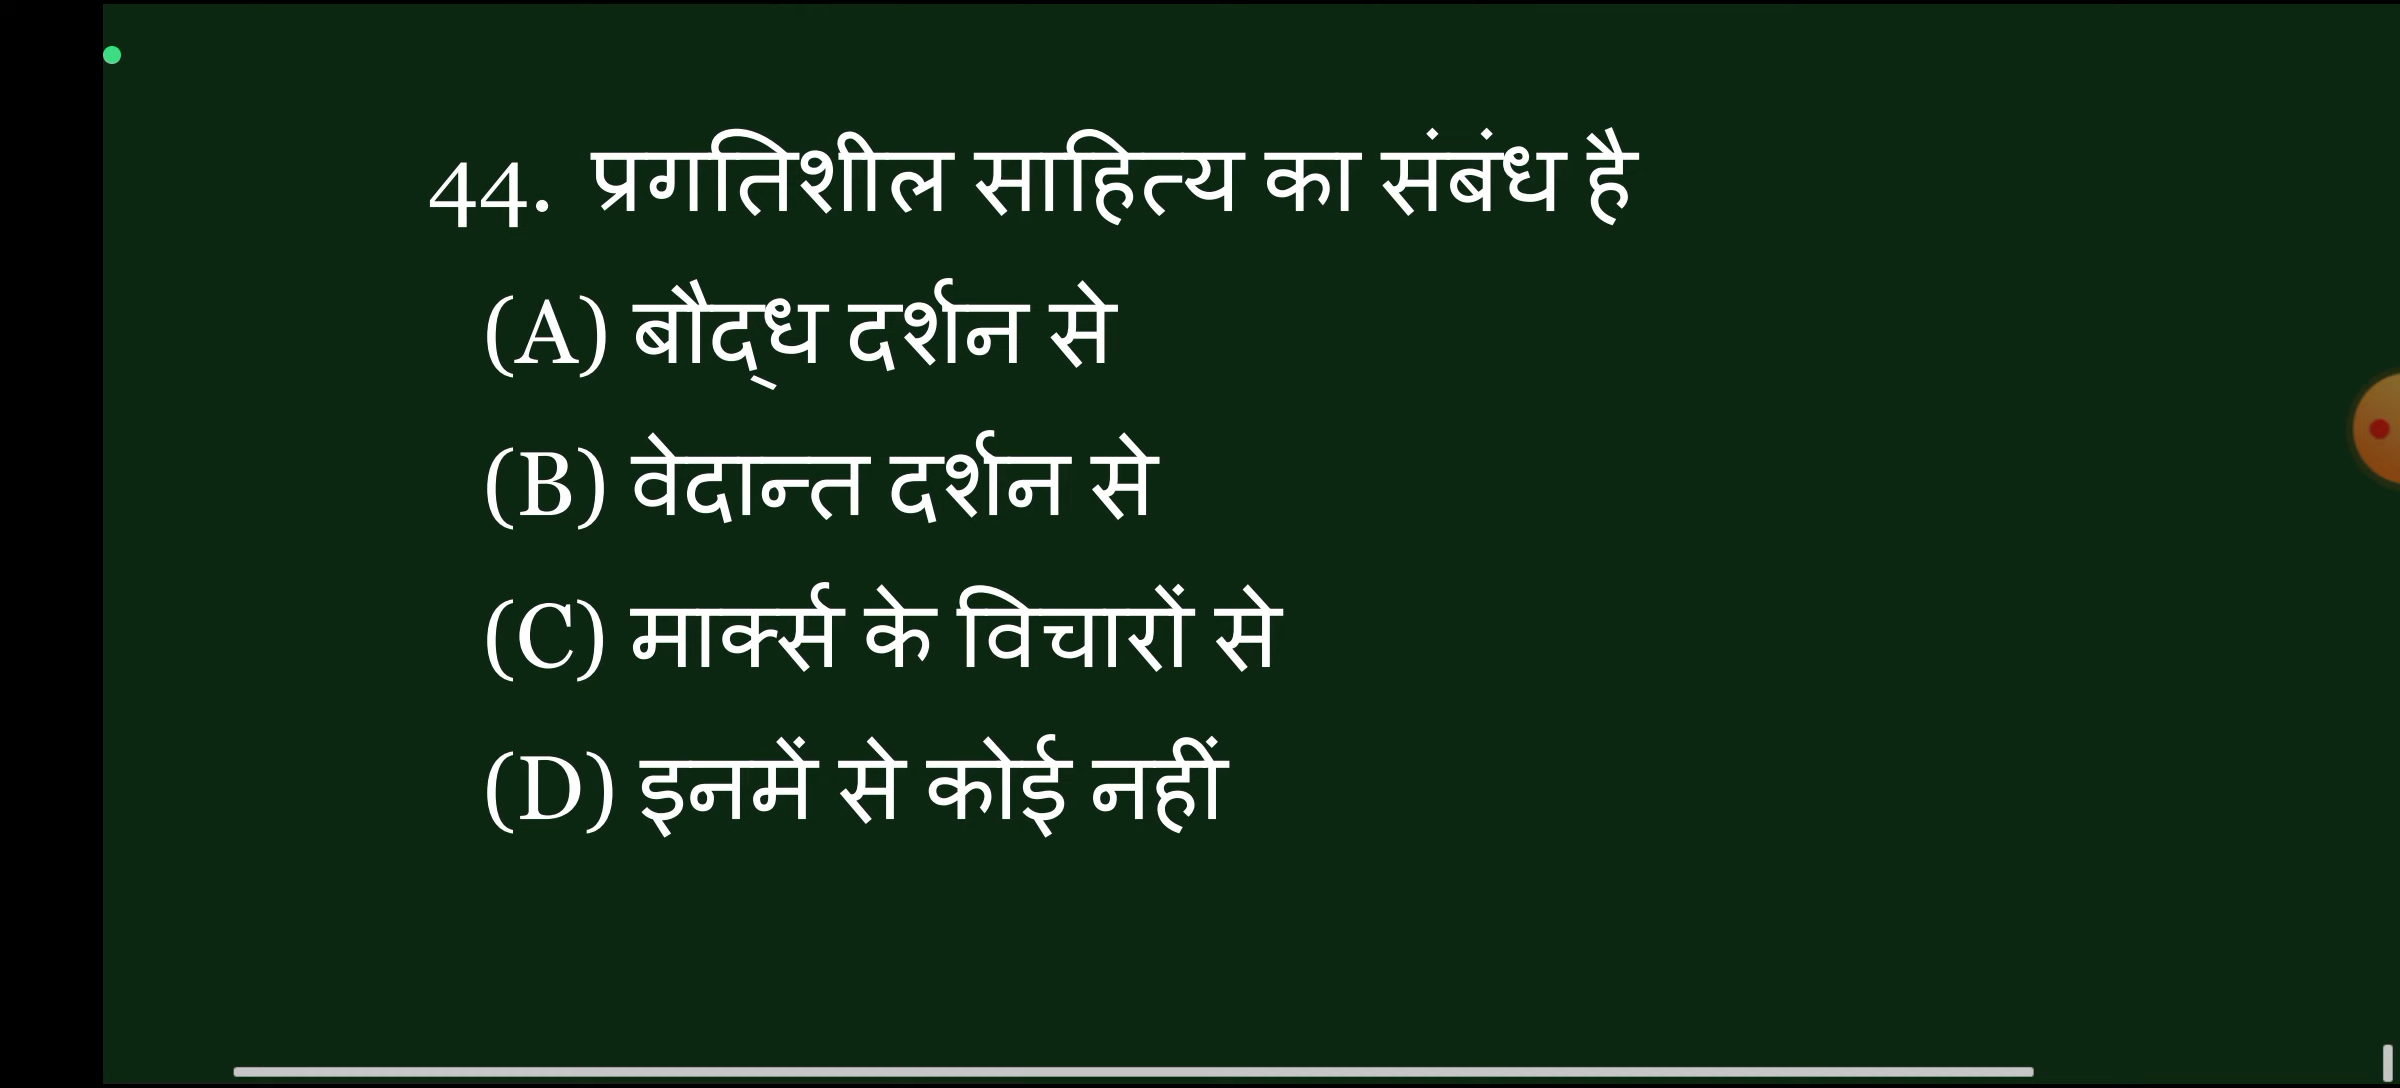 44. प्रगतिशील साहित्य का संबंध है
(A) बौद्ध दर्शन से
(B) वेदान्त दर्शन से
(C) मार्क्स के विचारों से
(D) इनमें से कोई नहीं